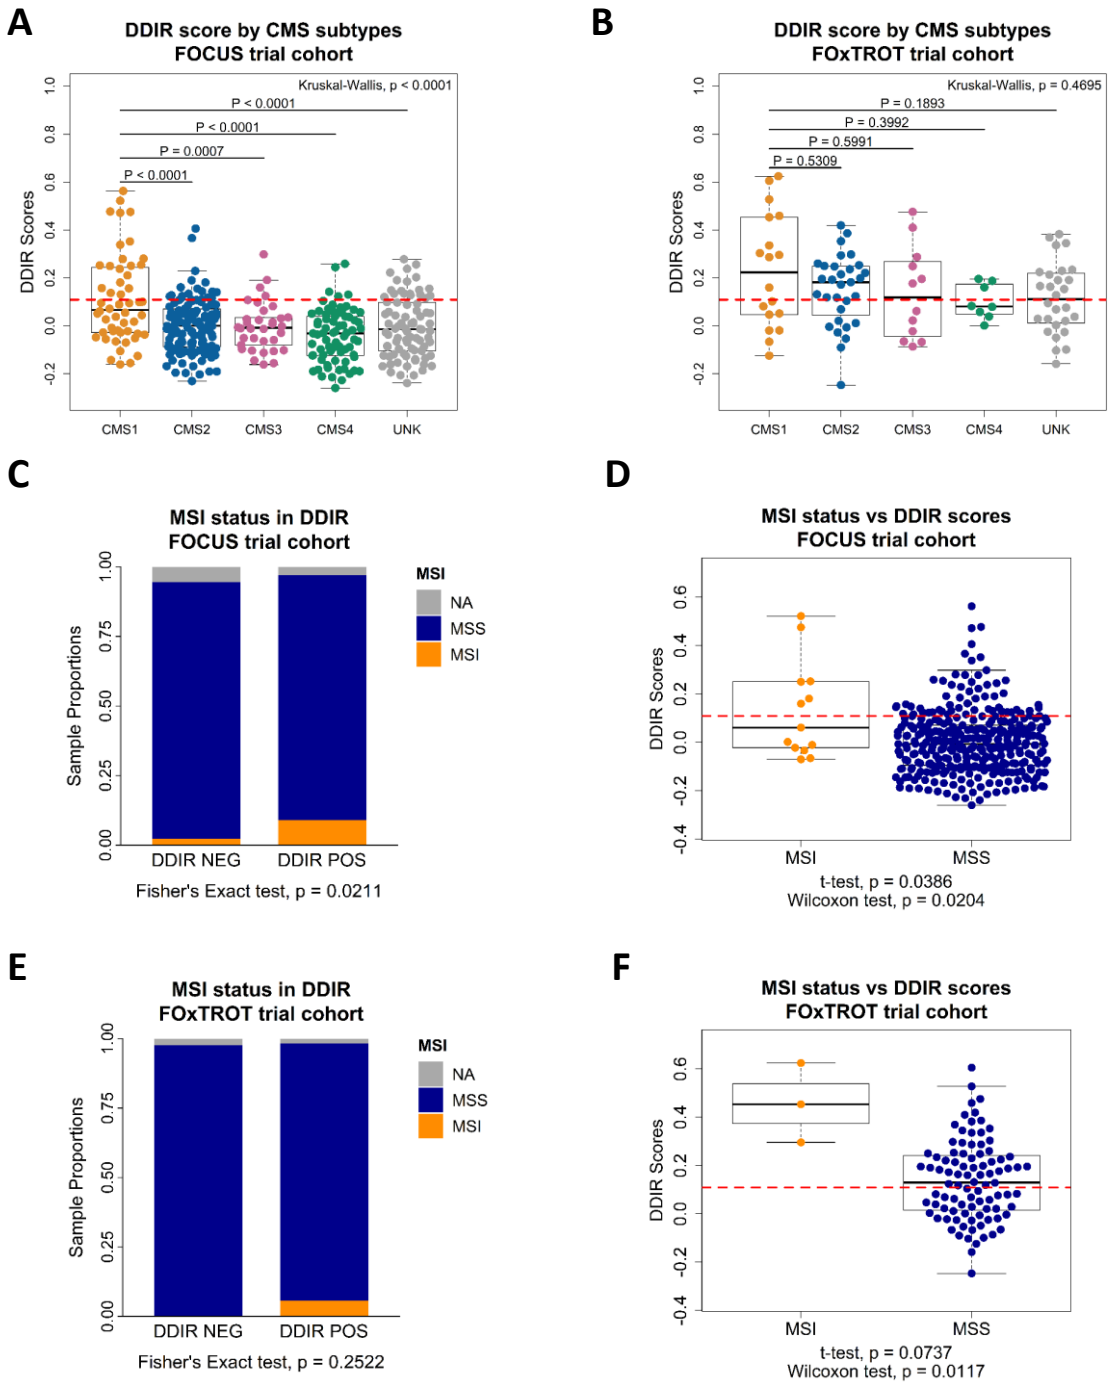 A
DDIR score by CMS subtypes
FOCUS trial cohort
Kruskal-Wallis, p < 0.0001
P < 0.0001
P < 0.0001
P = 0.0007
P < 0.0001
DDIR Scores
1.0
0.8
0.6
0.4
0.2
0.0
-0.2
CMS1 CMS2 CMS3 CMS4 UNK
B
DDIR score by CMS subtypes
FOxTROT trial cohort
Kruskal-Wallis, p = 0.4695
P = 0.1893
P = 0.3992
P = 0.5991
P = 0.5309
DDIR Scores
1.0
0.8
0.6
0.4
0.2
0.0
-0.2
CMS1 CMS2 CMS3 CMS4 UNK
C
MSI status in DDIR
FOCUS trial cohort
Sample Proportions
1.00
0.75
0.50
0.25
0.00
DDIR NEG DDIR POS
Fisher's Exact test, p = 0.0211
MSI
NA
MSS
MSI
D
MSI status vs DDIR scores
FOCUS trial cohort
DDIR Scores
0.6
0.4
0.2
0.0
-0.2
-0.4
MSI MSS
t-test, p = 0.0386
Wilcoxon test, p = 0.0204
E
MSI status in DDIR
FOxTROT trial cohort
Sample Proportions
1.00
0.75
0.50
0.25
0.00
DDIR NEG DDIR POS
Fisher's Exact test, p = 0.2522
MSI
NA
MSS
MSI
F
MSI status vs DDIR scores
FOxTROT trial cohort
DDIR Scores
0.6
0.4
0.2
0.0
-0.2
-0.4
MSI MSS
t-test, p = 0.0737
Wilcoxon test, p = 0.0117